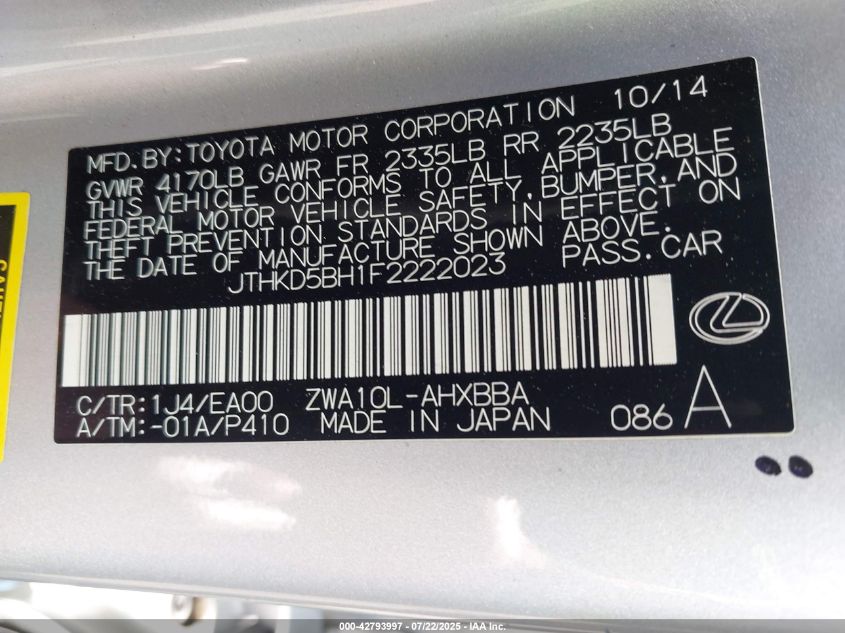 MFD. BY: TOYOTA MOTOR CORPORATION 10/14
GVWR 4170LB GAWR FR 2335LB RR 2235LB
THIS VEHICLE CONFORMS TO ALL APPLICABLE
FEDERAL MOTOR VEHICLE SAFETY, BUMPER, AND
THEFT PREVENTION STANDARDS IN EFFECT ON
THE DATE OF MANUFACTURE SHOWN ABOVE.
JTHKD5BH1F2222023 PASS. CAR
C/TR: 1J4/EA00 ZWA10L-AHXBBA
A/TM: -01A/P410 MADE IN JAPAN 086 A
000-42793997 - 07/22/2025 - IAA Inc.